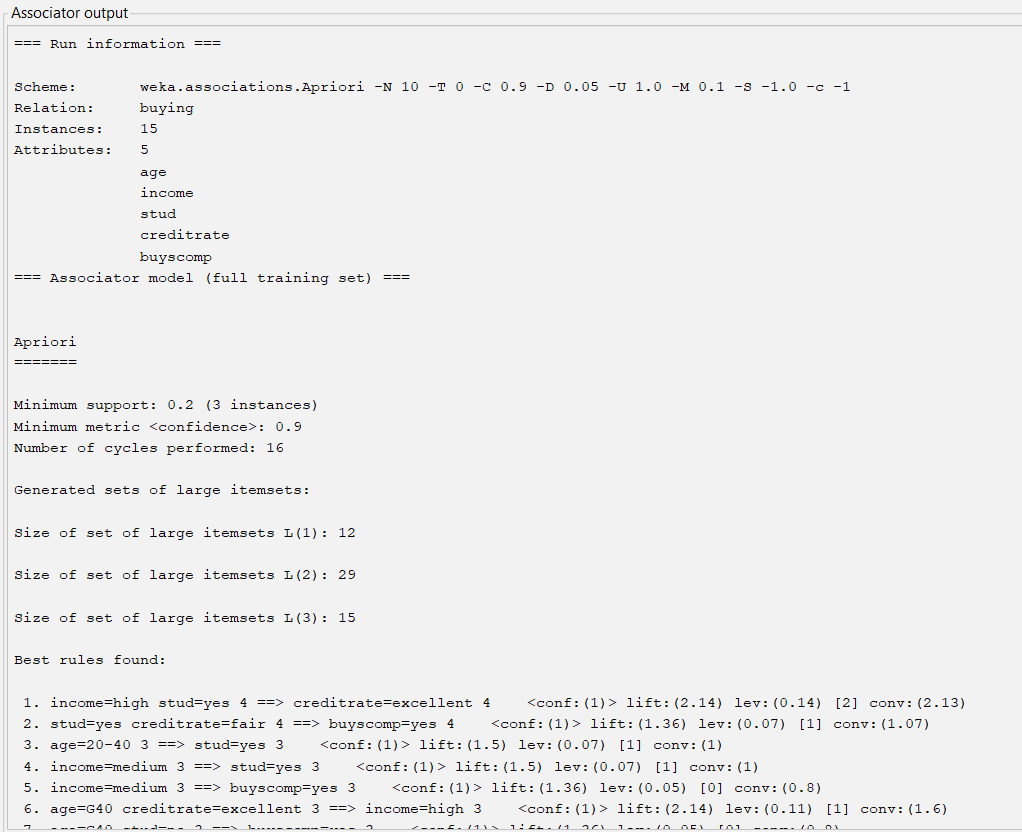 Associator output
=== Run information ===
Scheme: weka.associations.Apriori -N 10 -T 0 -C 0.9 -D 0.05 -U 1.0 -M 0.1 -S -1.0 -c -1
Relation: buying
Instances: 15
Attributes: 5
age
income
stud
creditrate
buyscomp
=== Associator model (full training set) ===
Apriori
=======
Minimum support: 0.2 (3 instances)
Minimum metric <confidence>: 0.9
Number of cycles performed: 16
Generated sets of large itemsets:
Size of set of large itemsets L(1): 12
Size of set of large itemsets L(2): 29
Size of set of large itemsets L(3): 15
Best rules found:
1. income=high stud=yes 4 ==> creditrate=excellent 4 <conf:(1)> lift:(2.14) lev:(0.14) [2] conv:(2.13)
2. stud=yes creditrate=fair 4 ==> buyscomp=yes 4 <conf:(1)> lift:(1.36) lev:(0.07) [1] conv:(1.07)
3. age=20-40 3 ==> stud=yes 3 <conf:(1)> lift:(1.5) lev:(0.07) [1] conv:(1)
4. income=medium 3 ==> stud=yes 3 <conf:(1)> lift:(1.5) lev:(0.07) [1] conv:(1)
5. income=medium 3 ==> buyscomp=yes 3 <conf:(1)> lift:(1.36) lev:(0.05) [0] conv:(0.8)
6. age=G40 creditrate=excellent 3 ==> income=high 3 <conf:(1)> lift:(2.14) lev:(0.11) [1] conv:(1.6)